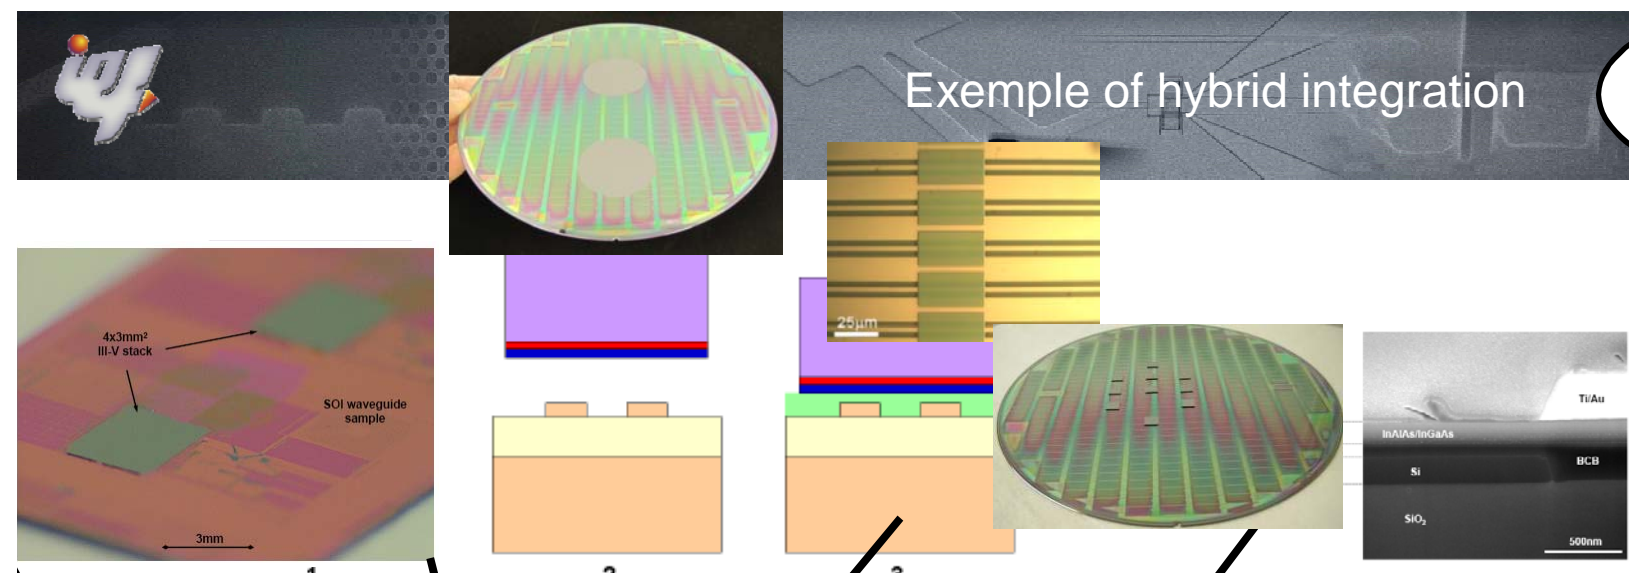 Exemple of hybrid integration
25µm
4x3mm²
III-V stack
SOI waveguide
sample
3mm
Ti/Au
InAlAs/InGaAs
BCB
Si
SiO₂
500nm